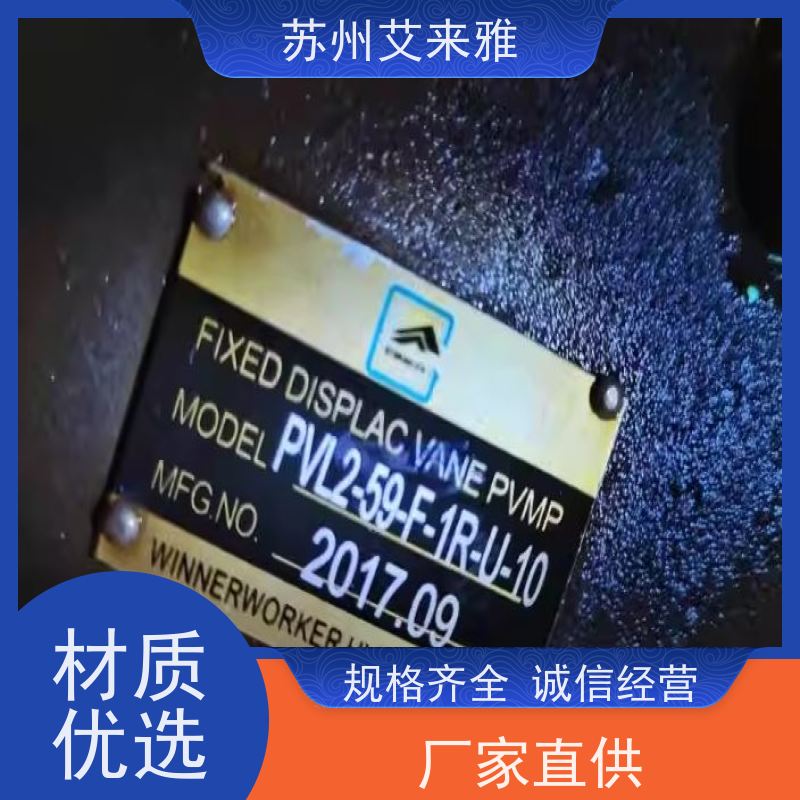 苏州艾来雅
FIXED DISPLAC VANE PVMP
MODEL PVL2-59-F-1R-U-10
MFG.NO. 2017.09
WINNERWORKER
材质
优选
规格齐全 诚信经营
厂家直供